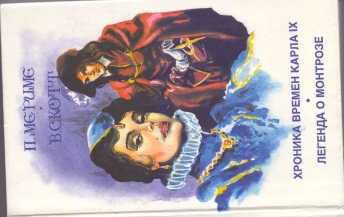 П. МЕРИМЕ
В. СКОТТ
ХРОНИКА ВРЕМЕН КАРЛА IX
ЛЕГЕНДА • МОНТРОЗЕ